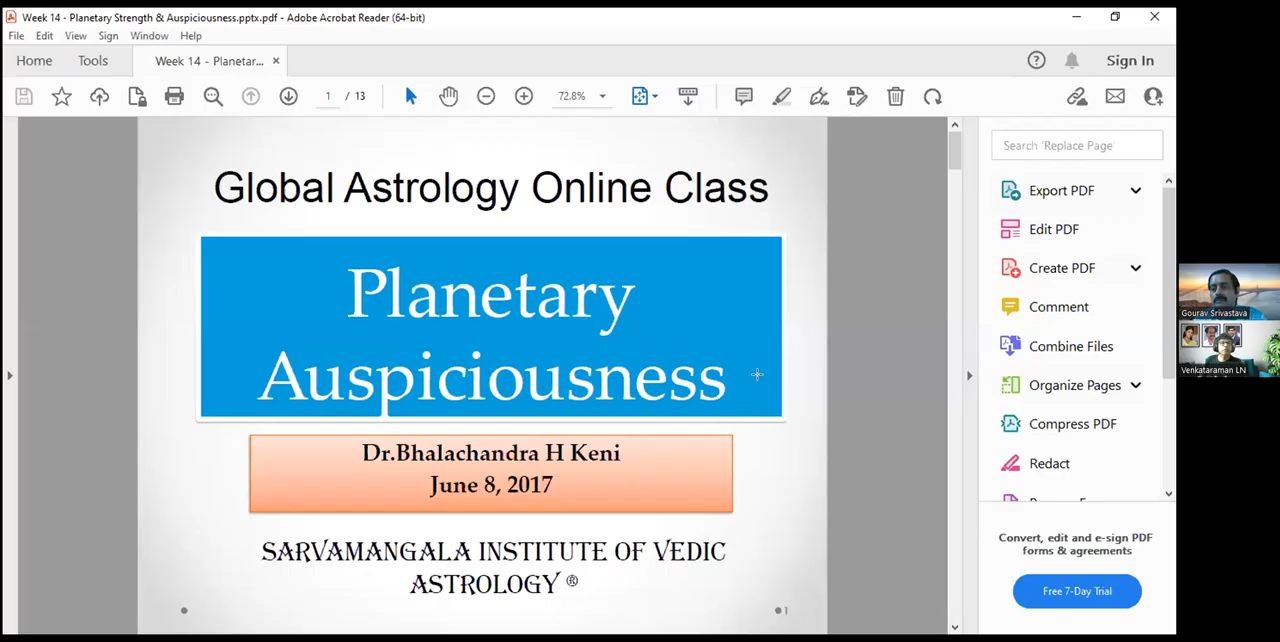 Week 14 - Planetary Strength & Auspiciousness.pptx.pdf - Adobe Acrobat Reader (64-bit)
File Edit View Sign Window Help
Home Tools Week 14 - Planetar... × Sign In
1 / 13 72.8%
Global Astrology Online Class
Planetary
Auspiciousness
Dr.Bhalachandra H Keni
June 8, 2017
SARVAMANGALA INSTITUTE OF VEDIC
ASTROLOGY ®
1
Search 'Replace Page'
Export PDF
Edit PDF
Create PDF
Comment
Combine Files
Organize Pages
Compress PDF
Redact
Convert, edit and e-sign PDF
forms & agreements
Free 7-Day Trial
Gourav Srivastava
Venkataraman LN